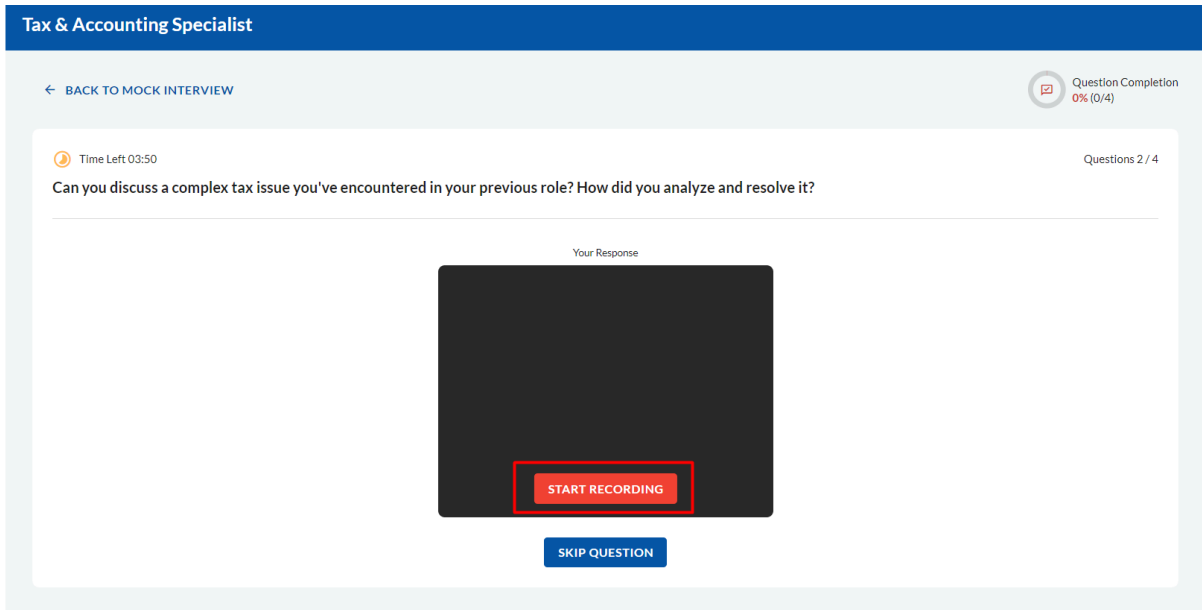 Tax & Accounting Specialist
BACK TO MOCK INTERVIEW
Question Completion
0% (0/4)
Time Left 03:50
Questions 2 / 4
Can you discuss a complex tax issue you've encountered in your previous role? How did you analyze and resolve it?
Your Response
START RECORDING
SKIP QUESTION